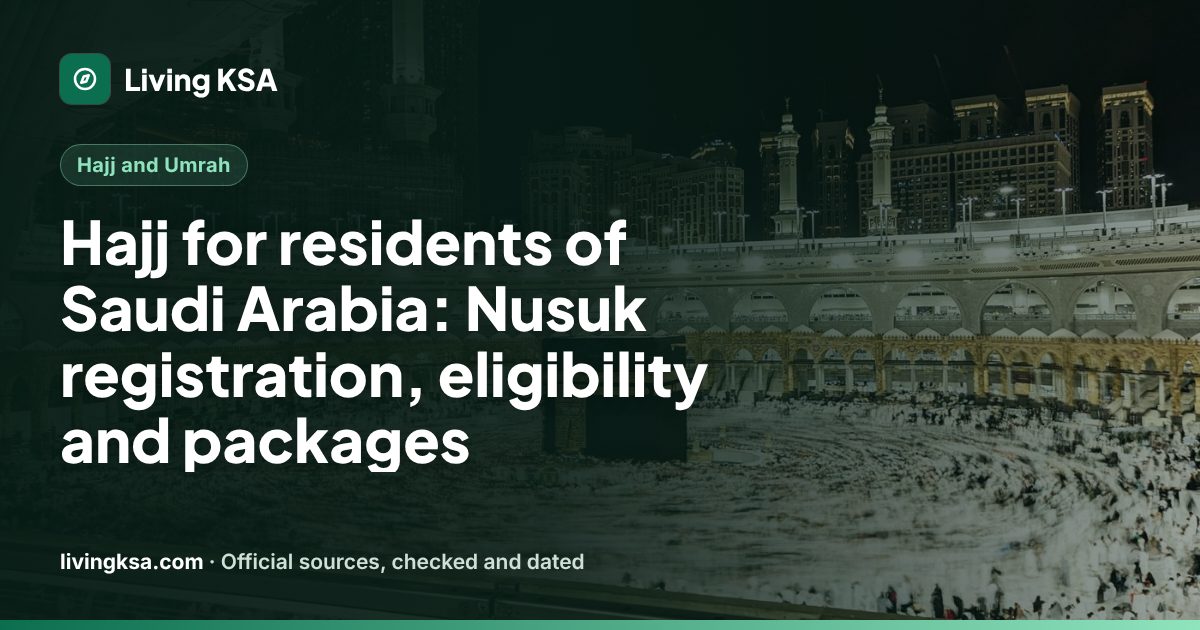 Living KSA
Hajj and Umrah
Hajj for residents of
Saudi Arabia: Nusuk
registration, eligibility
and packages
livingksa.com · Official sources, checked and dated